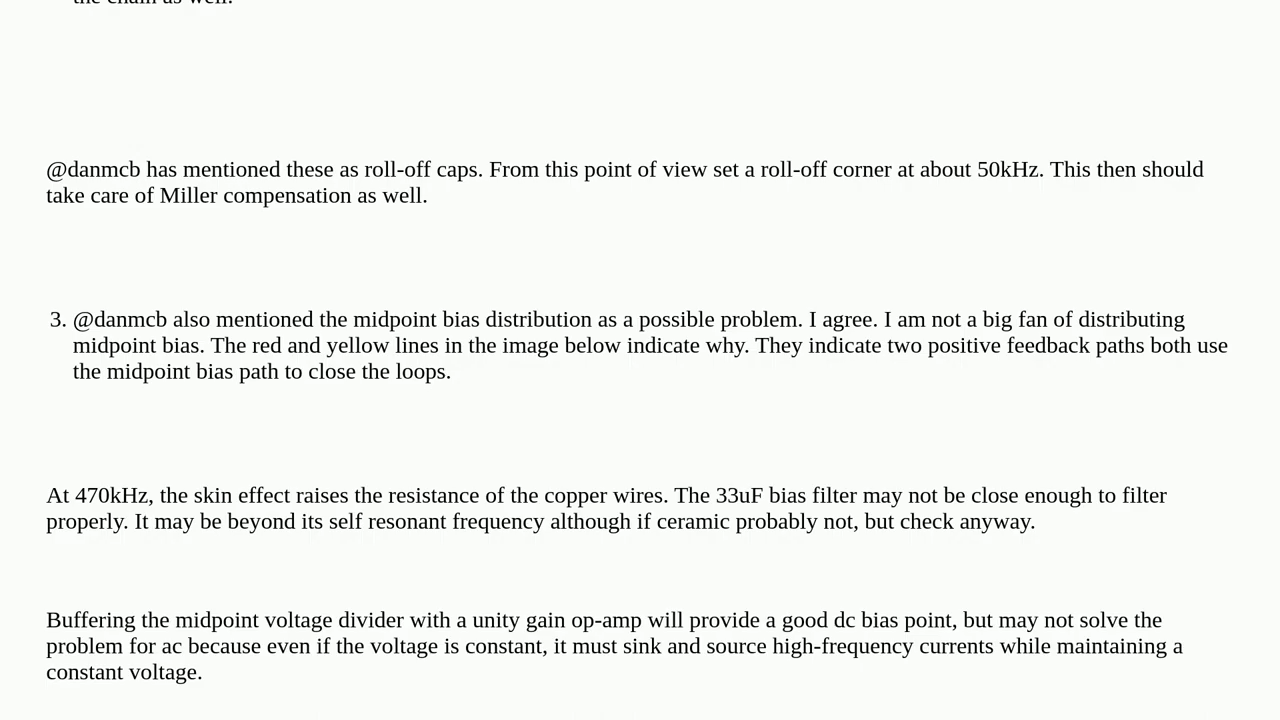 the chain as well.
@danmcb has mentioned these as roll-off caps. From this point of view set a roll-off corner at about 50kHz. This then should
take care of Miller compensation as well.
3. @danmcb also mentioned the midpoint bias distribution as a possible problem. I agree. I am not a big fan of distributing
midpoint bias. The red and yellow lines in the image below indicate why. They indicate two positive feedback paths both use
the midpoint bias path to close the loops.
At 470kHz, the skin effect raises the resistance of the copper wires. The 33uF bias filter may not be close enough to filter
properly. It may be beyond its self resonant frequency although if ceramic probably not, but check anyway.
Buffering the midpoint voltage divider with a unity gain op-amp will provide a good dc bias point, but may not solve the
problem for ac because even if the voltage is constant, it must sink and source high-frequency currents while maintaining a
constant voltage.